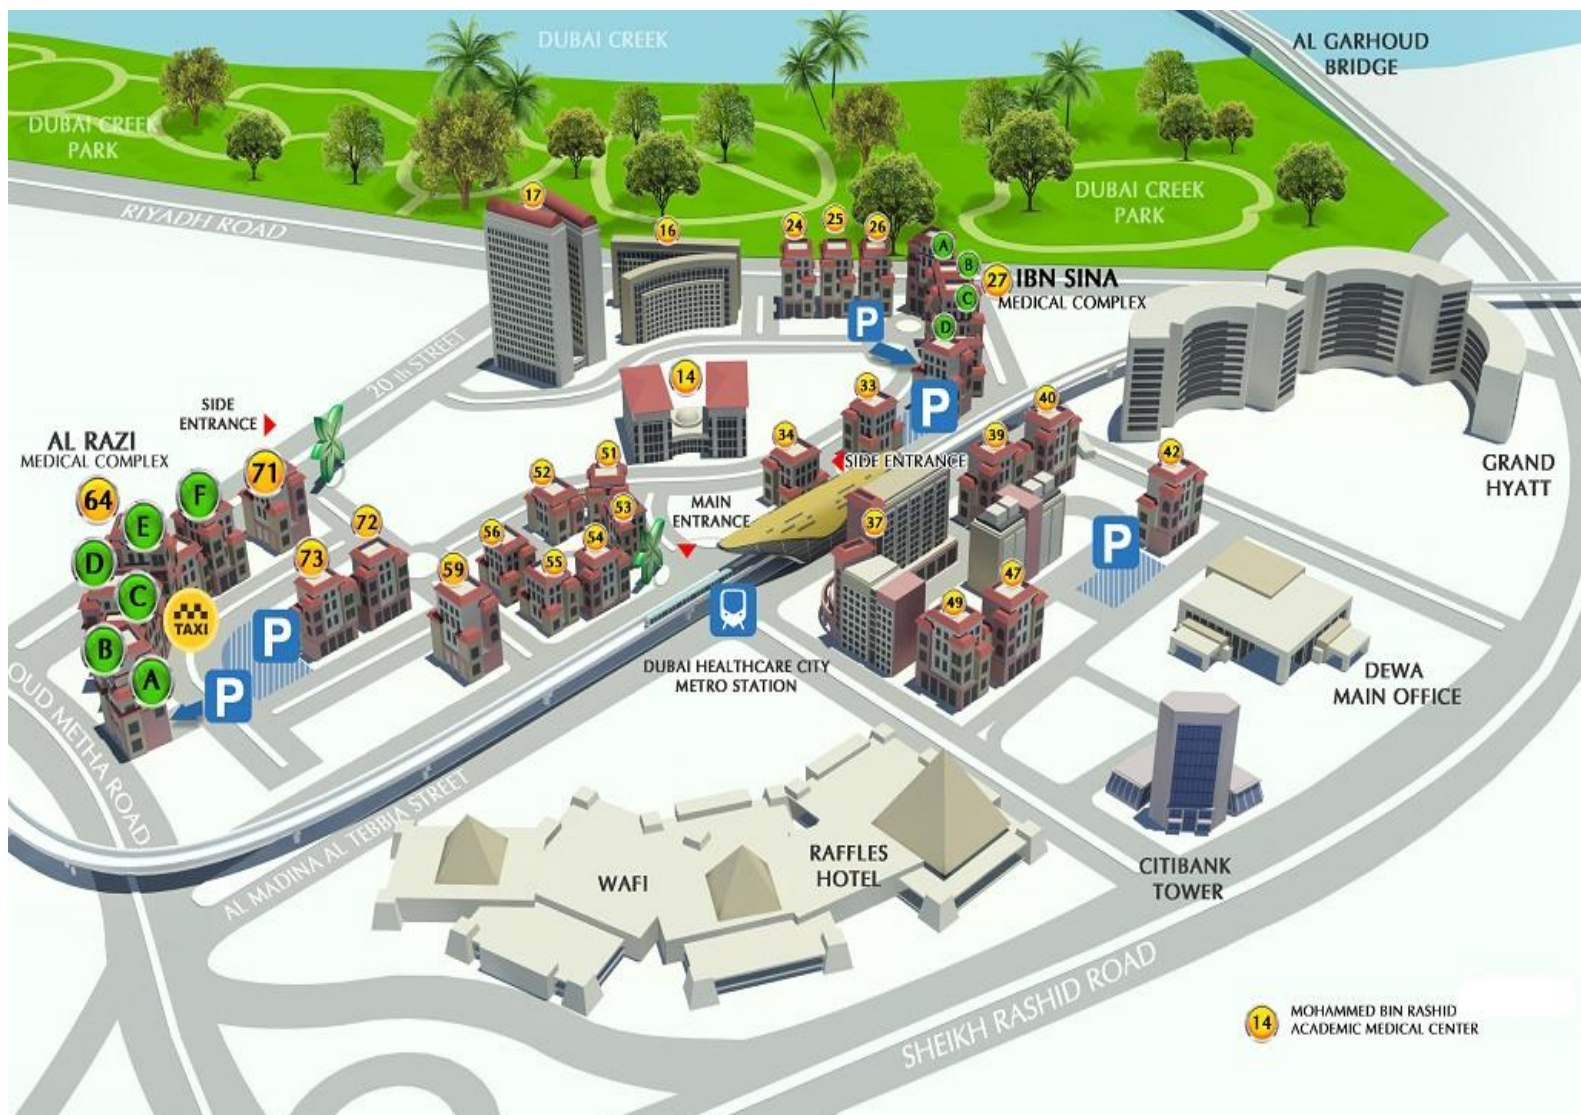 DUBAI CREEK
AL GARHOUD
BRIDGE
DUBAI CREEK
PARK
DUBAI CREEK
PARK
RIYADH ROAD
17
16
24
25
26
A
B
C
D
27
IBN SINA
MEDICAL COMPLEX
P
20 th STREET
14
33
P
40
SIDE
ENTRANCE
34
SIDE ENTRANCE
39
42
GRAND
HYATT
AL RAZI
MEDICAL COMPLEX
64
71
F
E
D
C
B
A
52
51
53
MAIN
ENTRANCE
37
P
72
73
56
55
54
59
47
49
TAXI
P
P
DUBAI HEALTHCARE CITY
METRO STATION
DEWA
MAIN OFFICE
OUD METHA ROAD
AL MADINA AL TEBBIA STREET
WAFI
RAFFLES
HOTEL
CITIBANK
TOWER
SHEIKH RASHID ROAD
14
MOHAMMED BIN RASHID
ACADEMIC MEDICAL CENTER